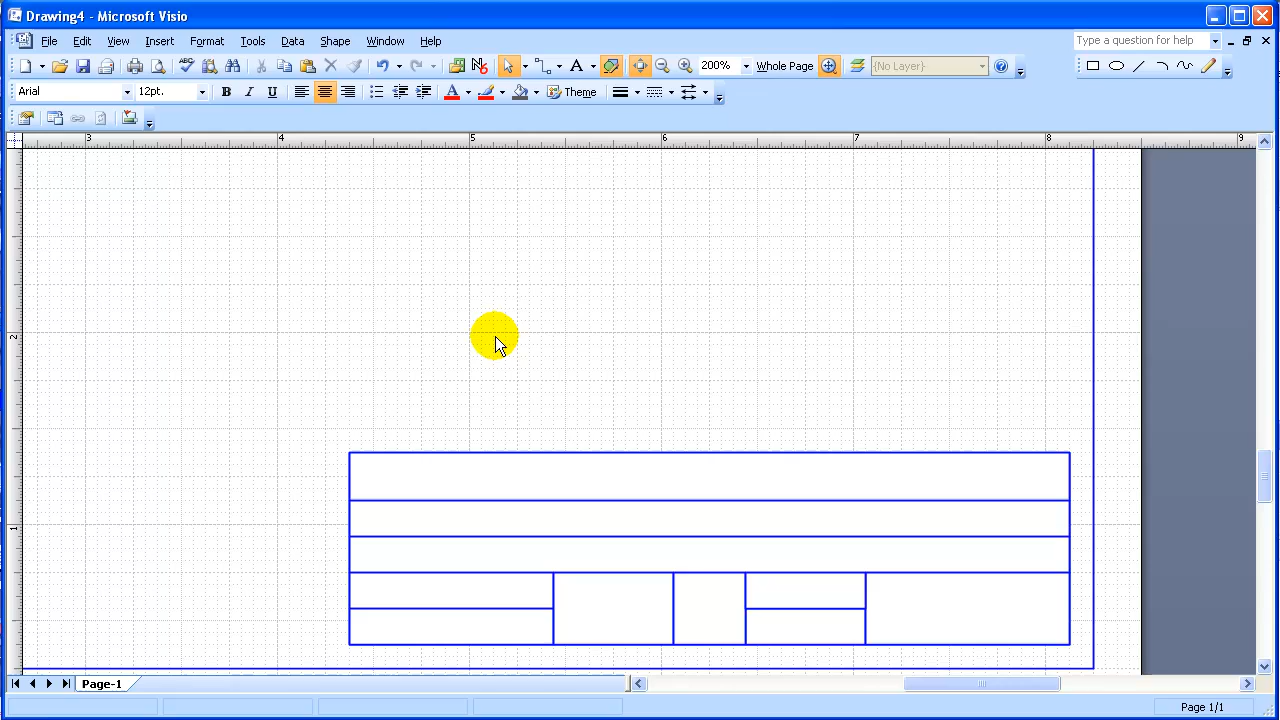 Drawing4 - Microsoft Visio
File Edit View Insert Format Tools Data Shape Window Help
Type a question for help
200% Whole Page {No Layer}
Arial 12pt. B I U A Theme
3 4 5 6 7 8 9
2
1
Page-1
Page 1/1